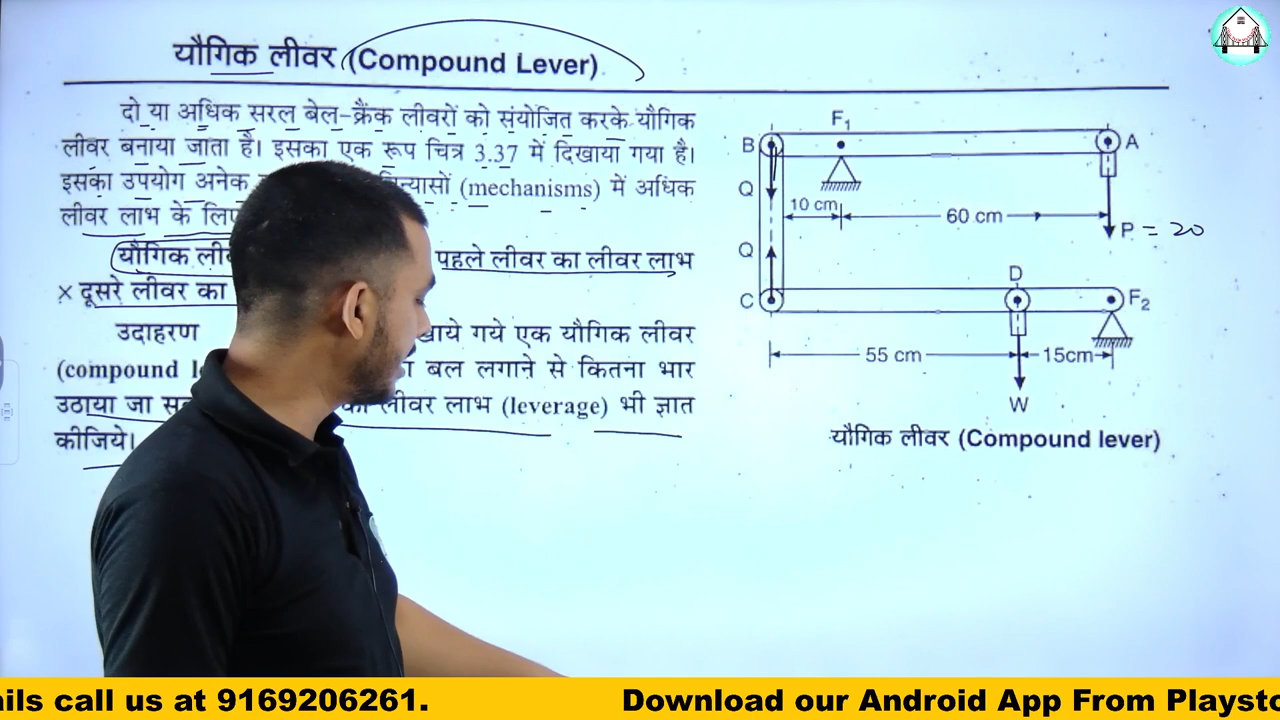 यौगिक लीवर (Compound Lever)
दो या अधिक सरल बेल-क्रैंक लीवरों को संयोजित करके यौगिक
लीवर बनाया जाता है। इसका एक रूप चित्र 3.37 में दिखाया गया है।
इसका उपयोग अनेक (mechanisms) में अधिक
लीवर लाभ के लिए
पहले लीवर का लीवर लाभ
× दूसरे लीवर का
उदाहरण गये एक यौगिक लीवर
(compound बल लगाने से कितना भार
उठाया जा लीवर लाभ (leverage) भी ज्ञात
कीजिये।
F₁
B
A
Q
10 cm
60 cm
P = 20
Q
D
C
F₂
55 cm
15cm
W
यौगिक लीवर (Compound lever)
call us at 9169206261.
Download our Android App From